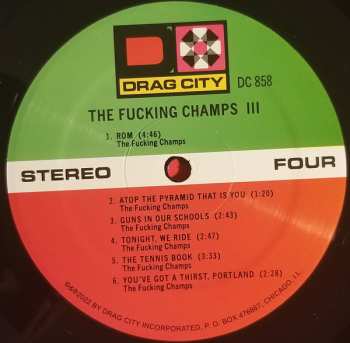 DRAG CITY
DC 858
THE FUCKING CHAMPS III
1. ROM (4:46)
The Fucking Champs
STEREO
FOUR
2. ATOP THE PYRAMID THAT IS YOU (1:20)
The Fucking Champs
3. GUNS IN OUR SCHOOLS (2:43)
The Fucking Champs
4. TONIGHT, WE RIDE (2:47)
The Fucking Champs
5. THE TENNIS BOOK (3:33)
The Fucking Champs
6. YOU'VE GOT A THIRST, PORTLAND (2:28)
The Fucking Champs
©℗2022 BY DRAG CITY INCORPORATED, P. O. BOX 476867, CHICAGO, IL